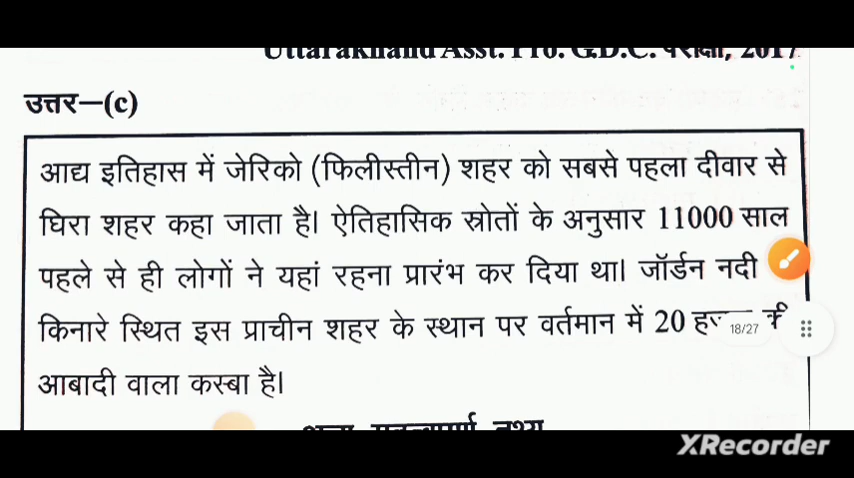 Uttarakhand Asst. Pro. G.D.C. परीक्षा, 2017
उत्तर–(c)
आद्य इतिहास में जेरिको (फिलीस्तीन) शहर को सबसे पहला दीवार से
घिरा शहर कहा जाता है। ऐतिहासिक स्रोतों के अनुसार 11000 साल
पहले से ही लोगों ने यहां रहना प्रारंभ कर दिया था। जॉर्डन नदी
किनारे स्थित इस प्राचीन शहर के स्थान पर वर्तमान में 20 की
18/27
आबादी वाला कस्बा है।
XRecorder